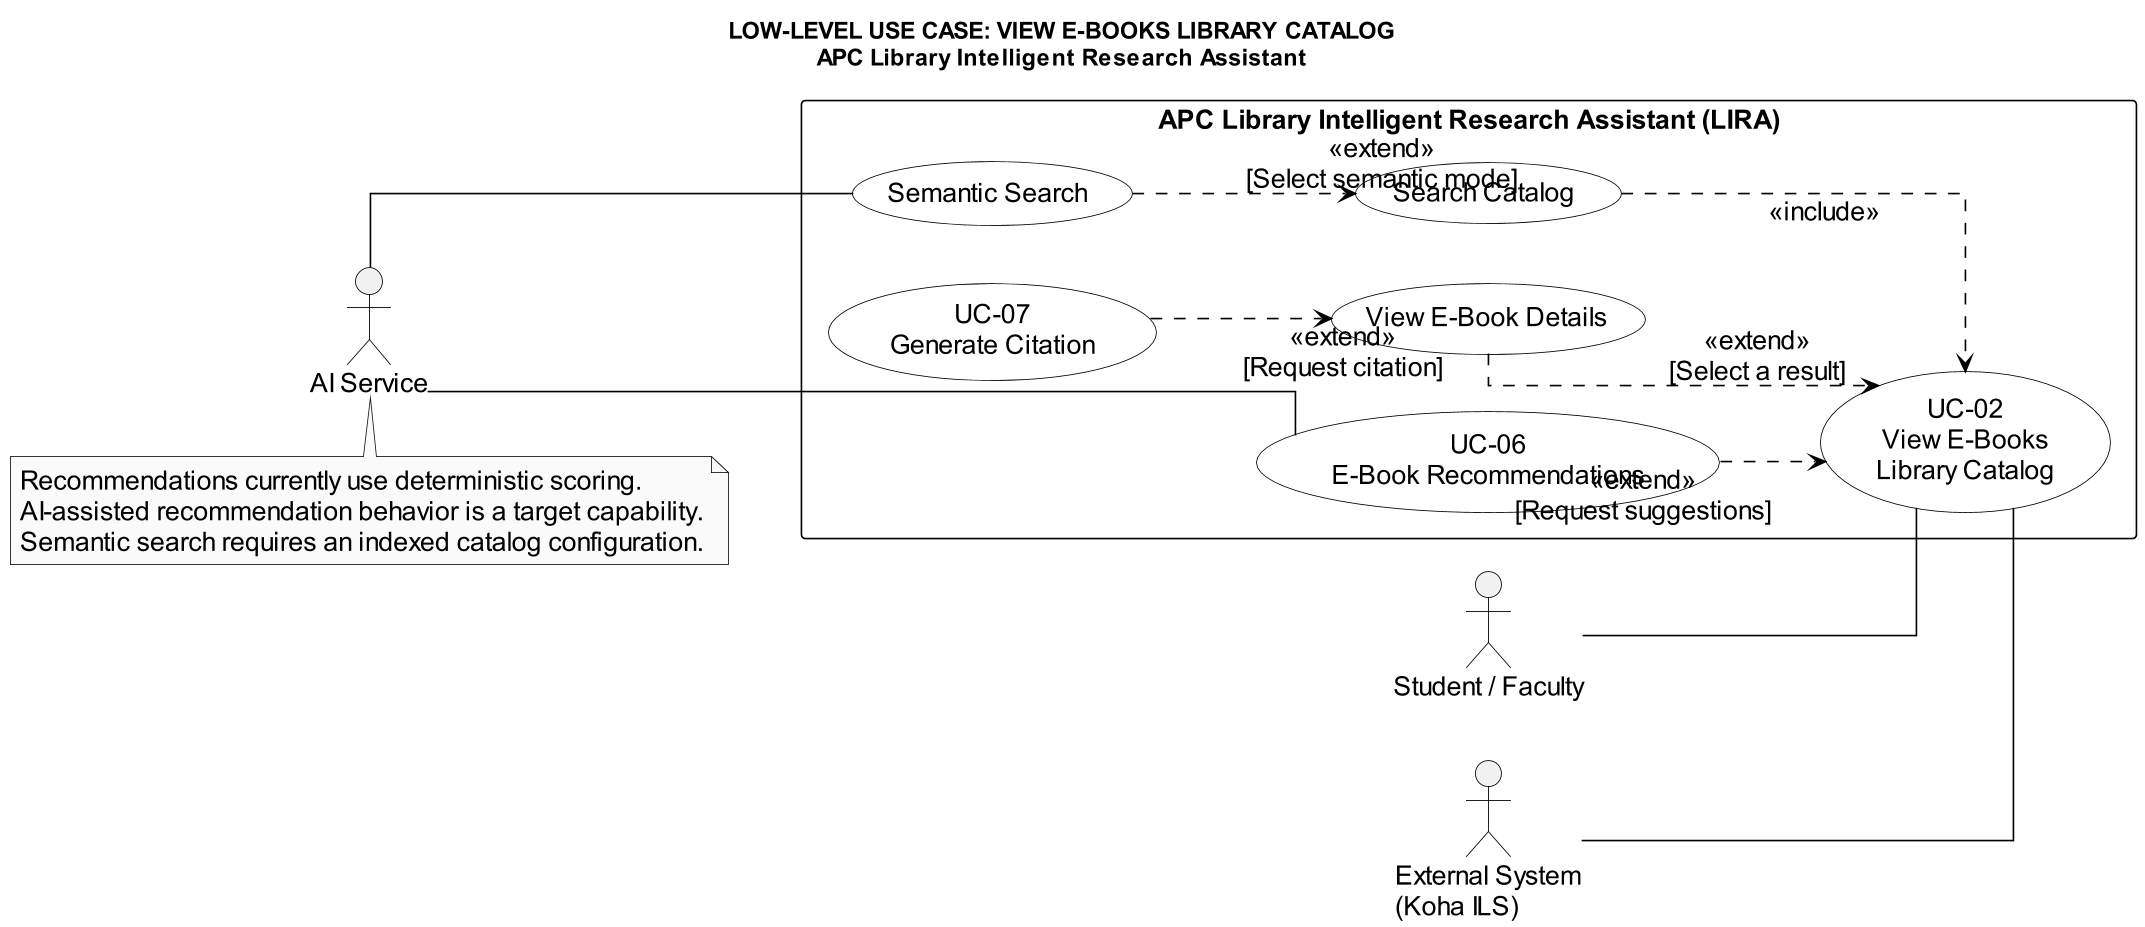 LOW-LEVEL USE CASE: VIEW E-BOOKS LIBRARY CATALOG
APC Library Intelligent Research Assistant
APC Library Intelligent Research Assistant (LIRA)
«extend»
[Select semantic mode]
Semantic Search
Search Catalog
«include»
UC-07
Generate Citation
View E-Book Details
«extend»
[Request citation]
«extend»
[Select a result]
AI Service
UC-02
View E-Books
Library Catalog
UC-06
E-Book Recommendations
«extend»
[Request suggestions]
Recommendations currently use deterministic scoring.
AI-assisted recommendation behavior is a target capability.
Semantic search requires an indexed catalog configuration.
Student / Faculty
External System
(Koha ILS)